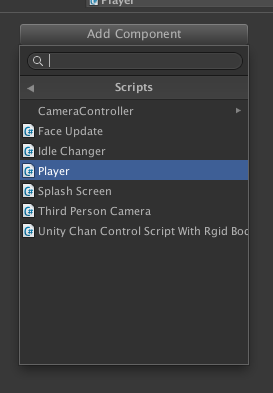 Player
Add Component
Scripts
CameraController
C# Face Update
C# Idle Changer
C# Player
C# Splash Screen
C# Third Person Camera
C# Unity Chan Control Script With Rgid Boo